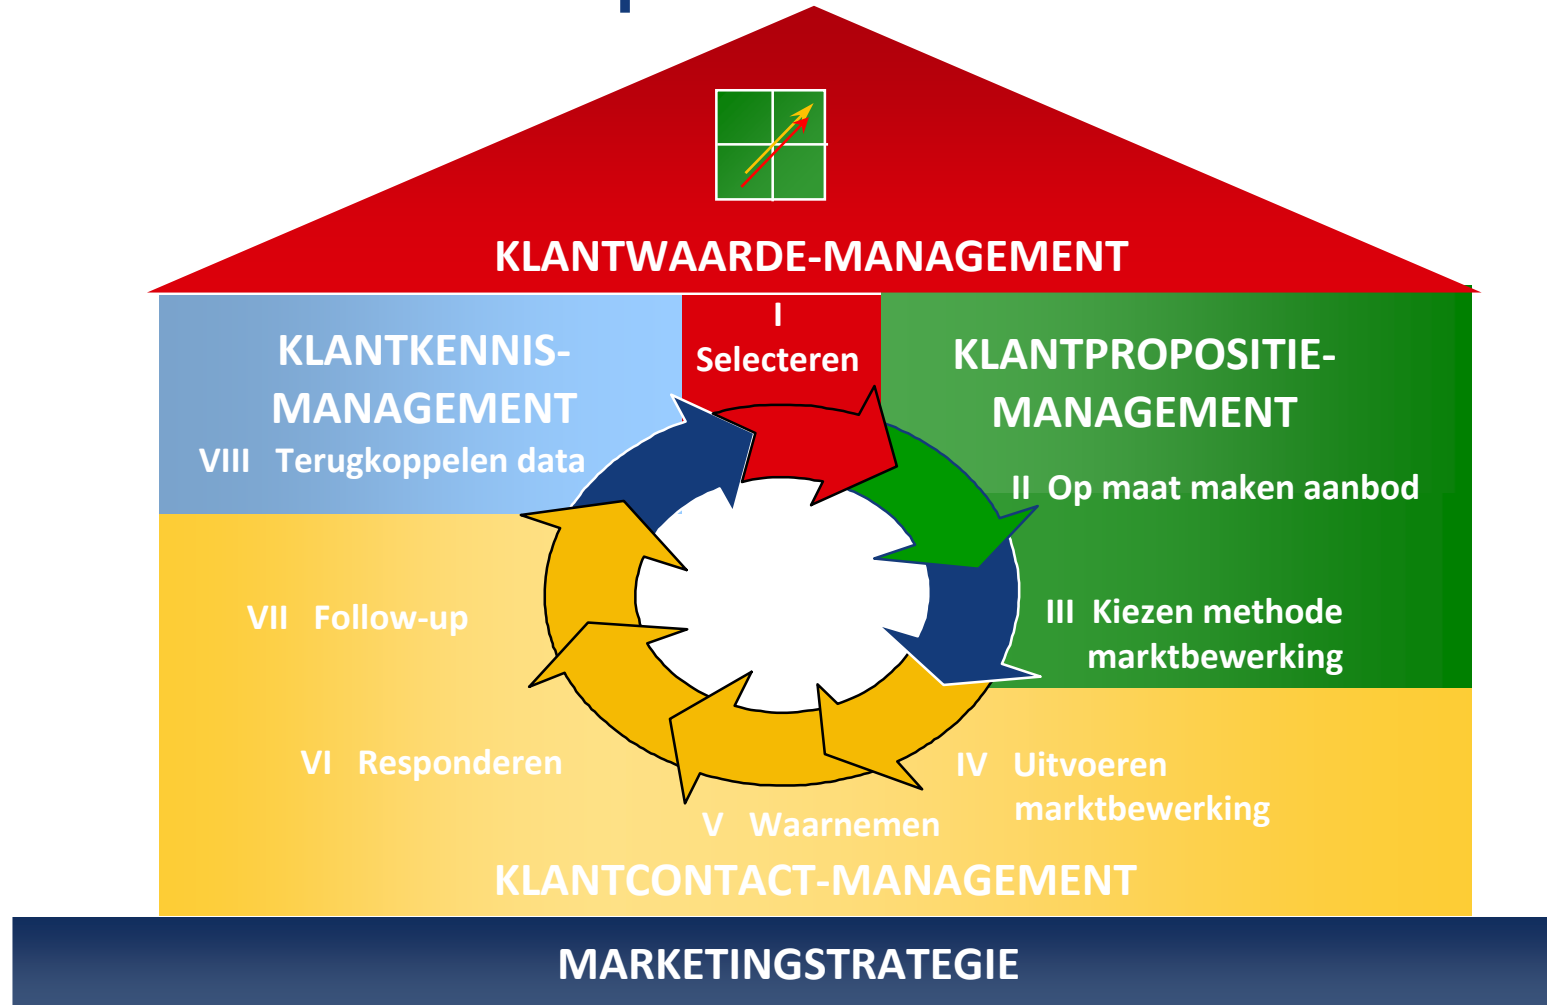 KLANTWAARDE-MANAGEMENT
I
Selecteren
KLANTKENNIS-
MANAGEMENT
VIII Terugkoppelen data
KLANTPROPOSITIE-
MANAGEMENT
II Op maat maken aanbod
III Kiezen methode
marktbewerking
VII Follow-up
VI Responderen
IV Uitvoeren
marktbewerking
V Waarnemen
KLANTCONTACT-MANAGEMENT
MARKETINGSTRATEGIE